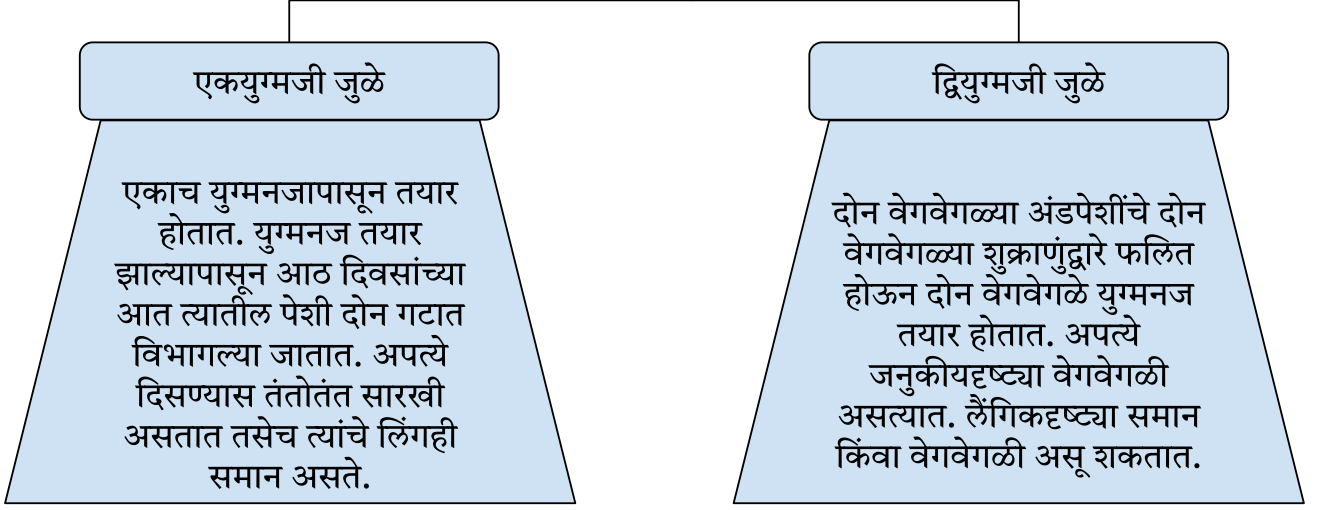 एकयुग्मजी जुळे
एकाच युग्मनजापासून तयार
होतात. युग्मनज तयार
झाल्यापासून आठ दिवसांच्या
आत त्यातील पेशी दोन गटात
विभागल्या जातात. अपत्ये
दिसण्यास तंतोतंत सारखी
असतात तसेच त्यांचे लिंगही
समान असते.
द्वियुग्मजी जुळे
दोन वेगवेगळ्या अंडपेशींचे दोन
वेगवेगळ्या शुक्राणुंद्वारे फलित
होऊन दोन वेगवेगळे युग्मनज
तयार होतात. अपत्ये
जनुकीयदृष्ट्या वेगवेगळी
असत्यात. लैंगिकदृष्ट्या समान
किंवा वेगवेगळी असू शकतात.